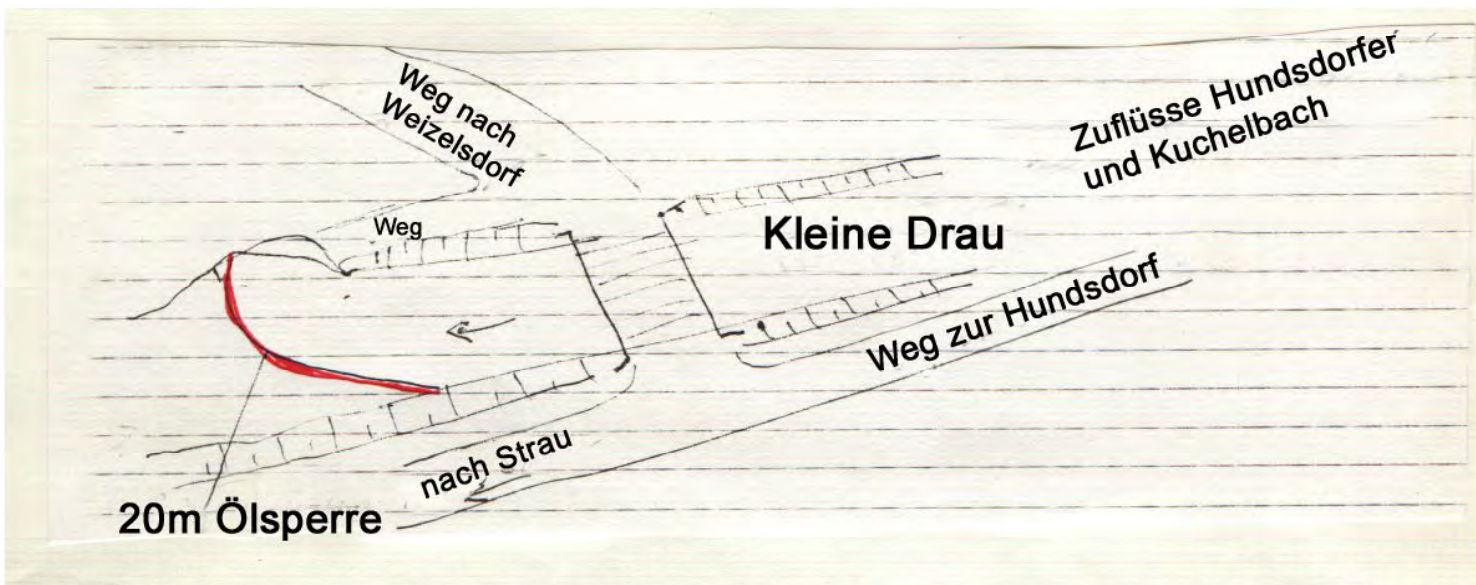 Weg nach
Weizelsdorf
Zuflüsse Hundsdorfer
und Kuchelbach
Weg
Kleine Drau
Weg zur Hundsdorf
nach Strau
20m Ölsperre